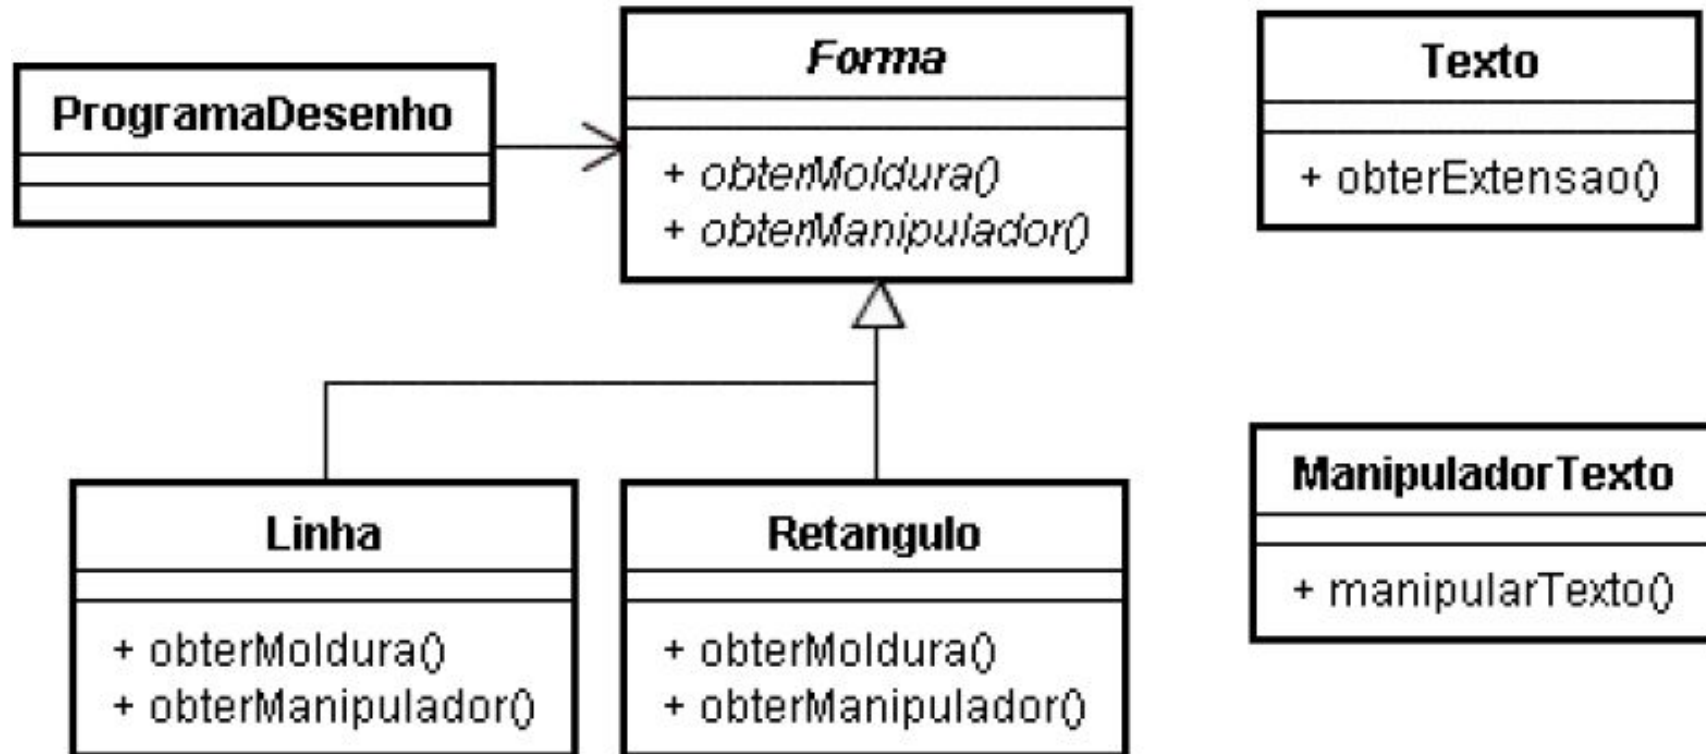 ProgramaDesenho
Forma
+ obterMoldura()
+ obterManipulador()
Texto
+ obterExtensao()
Linha
+ obterMoldura()
+ obterManipulador()
Retangulo
+ obterMoldura()
+ obterManipulador()
ManipuladorTexto
+ manipularTexto()